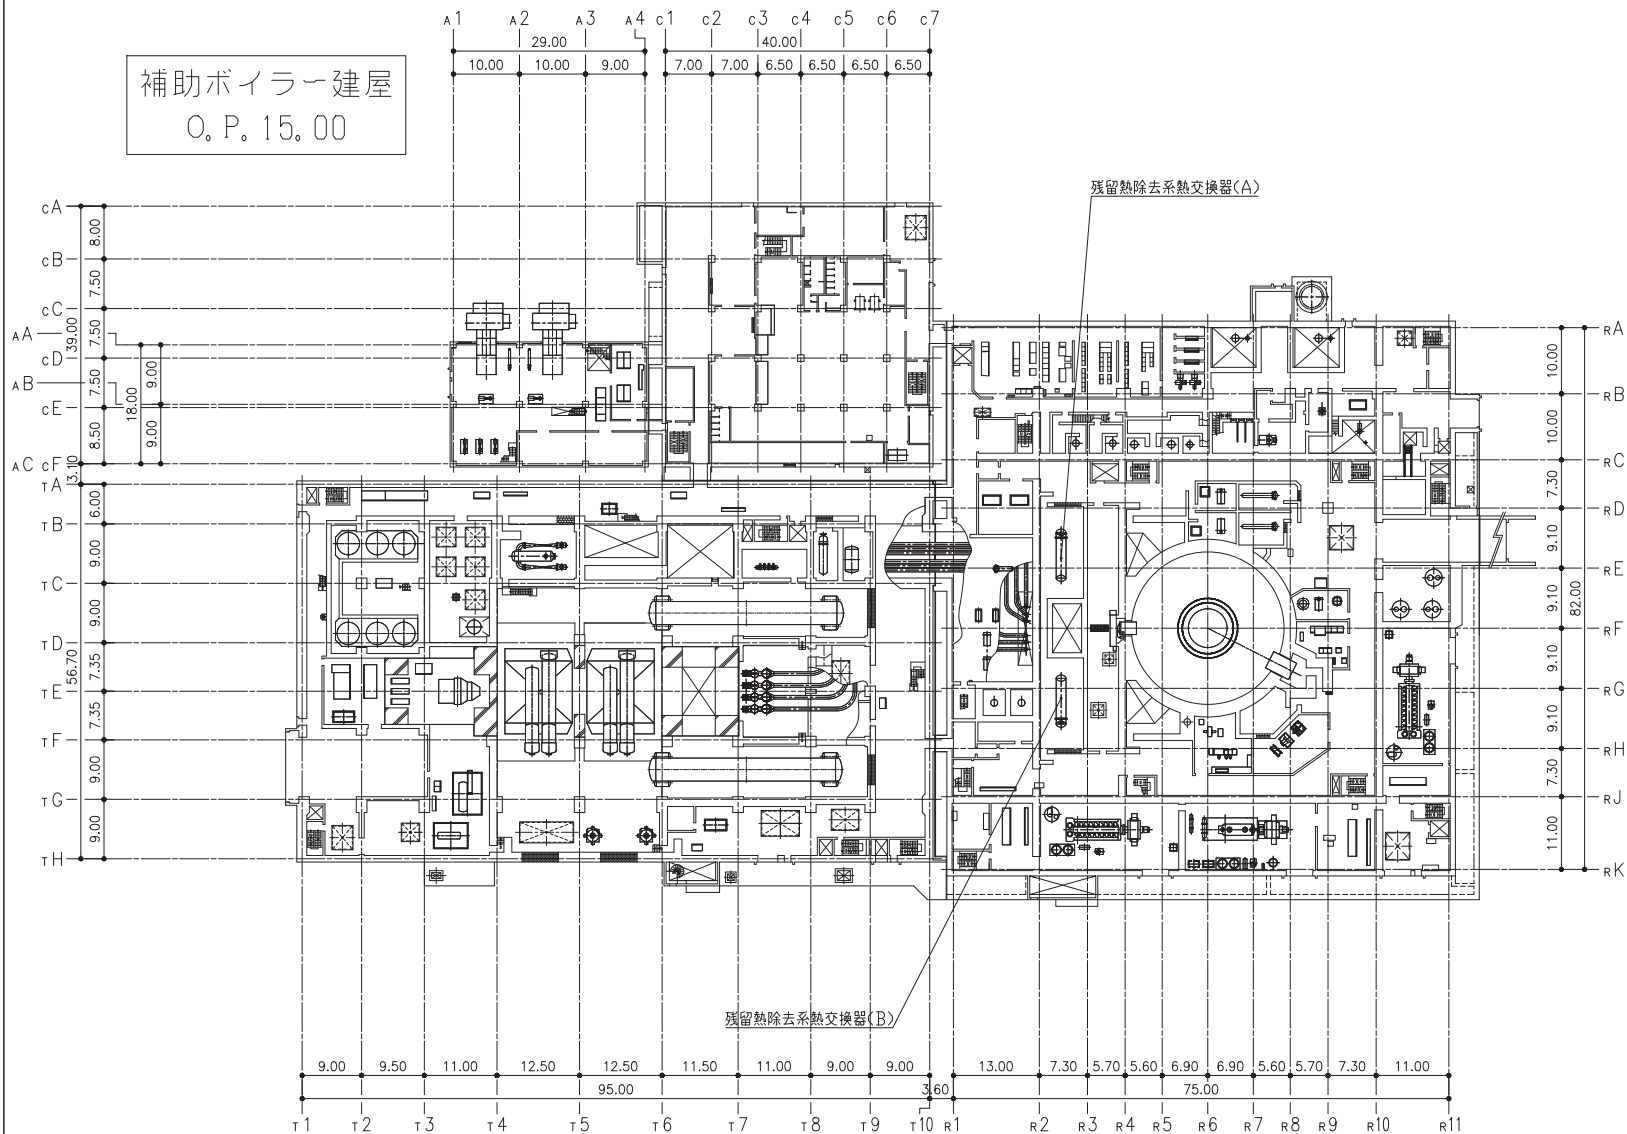 A1 A2 A3 A4 C1 C2 C3 C4 C5 C6 C7
29.00 40.00
10.00 10.00 9.00 7.00 7.00 6.50 6.50 6.50 6.50
補助ボイラー建屋
O.P.15.00
残留熱除去系熱交換器(A)
CA
8.00
CB
7.50
CC
AA
7.50
39.00
CD
AB
7.50
CE
8.50
AC CF
9.00
18.00
9.00
3.10
TA
6.00
TB
9.00
TC
9.00
TD
7.35
56.70
TE
7.35
TF
9.00
TG
9.00
TH
RA
10.00
RB
10.00
RC
7.30
RD
9.10
RE
9.10
82.00
RF
9.10
RG
9.10
RH
7.30
RJ
11.00
RK
残留熱除去系熱交換器(B)
9.00 9.50 11.00 12.50 12.50 11.50 11.00 9.00 9.00 13.00 7.30 5.70 5.60 6.90 6.90 5.60 5.70 7.30 11.00
95.00 3.60 75.00
T1 T2 T3 T4 T5 T6 T7 T8 T9 T10 R1 R2 R3 R4 R5 R6 R7 R8 R9 R10 R11